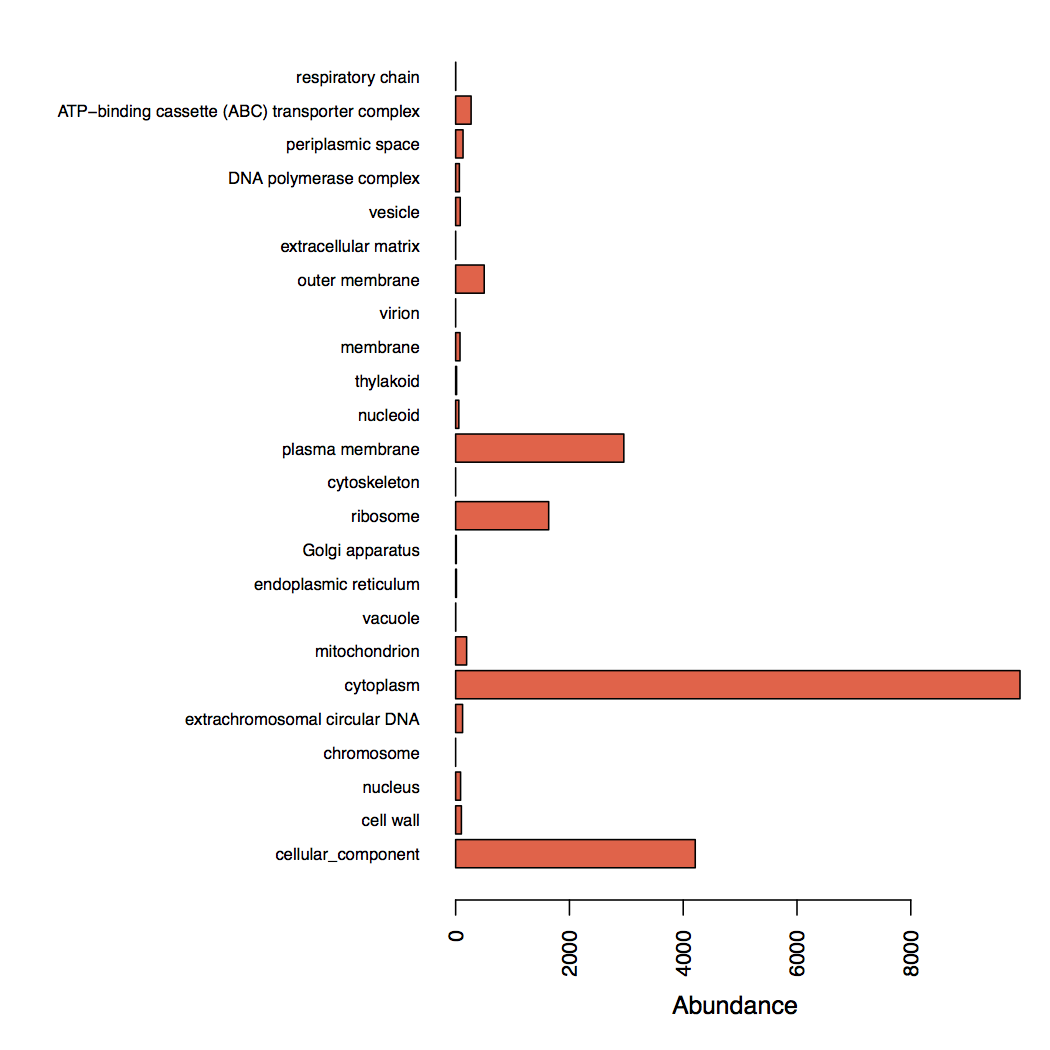 respiratory chain
ATP−binding cassette (ABC) transporter complex
periplasmic space
DNA polymerase complex
vesicle
extracellular matrix
outer membrane
virion
membrane
thylakoid
nucleoid
plasma membrane
cytoskeleton
ribosome
Golgi apparatus
endoplasmic reticulum
vacuole
mitochondrion
cytoplasm
extrachromosomal circular DNA
chromosome
nucleus
cell wall
cellular_component
0
2000
4000
6000
8000
Abundance